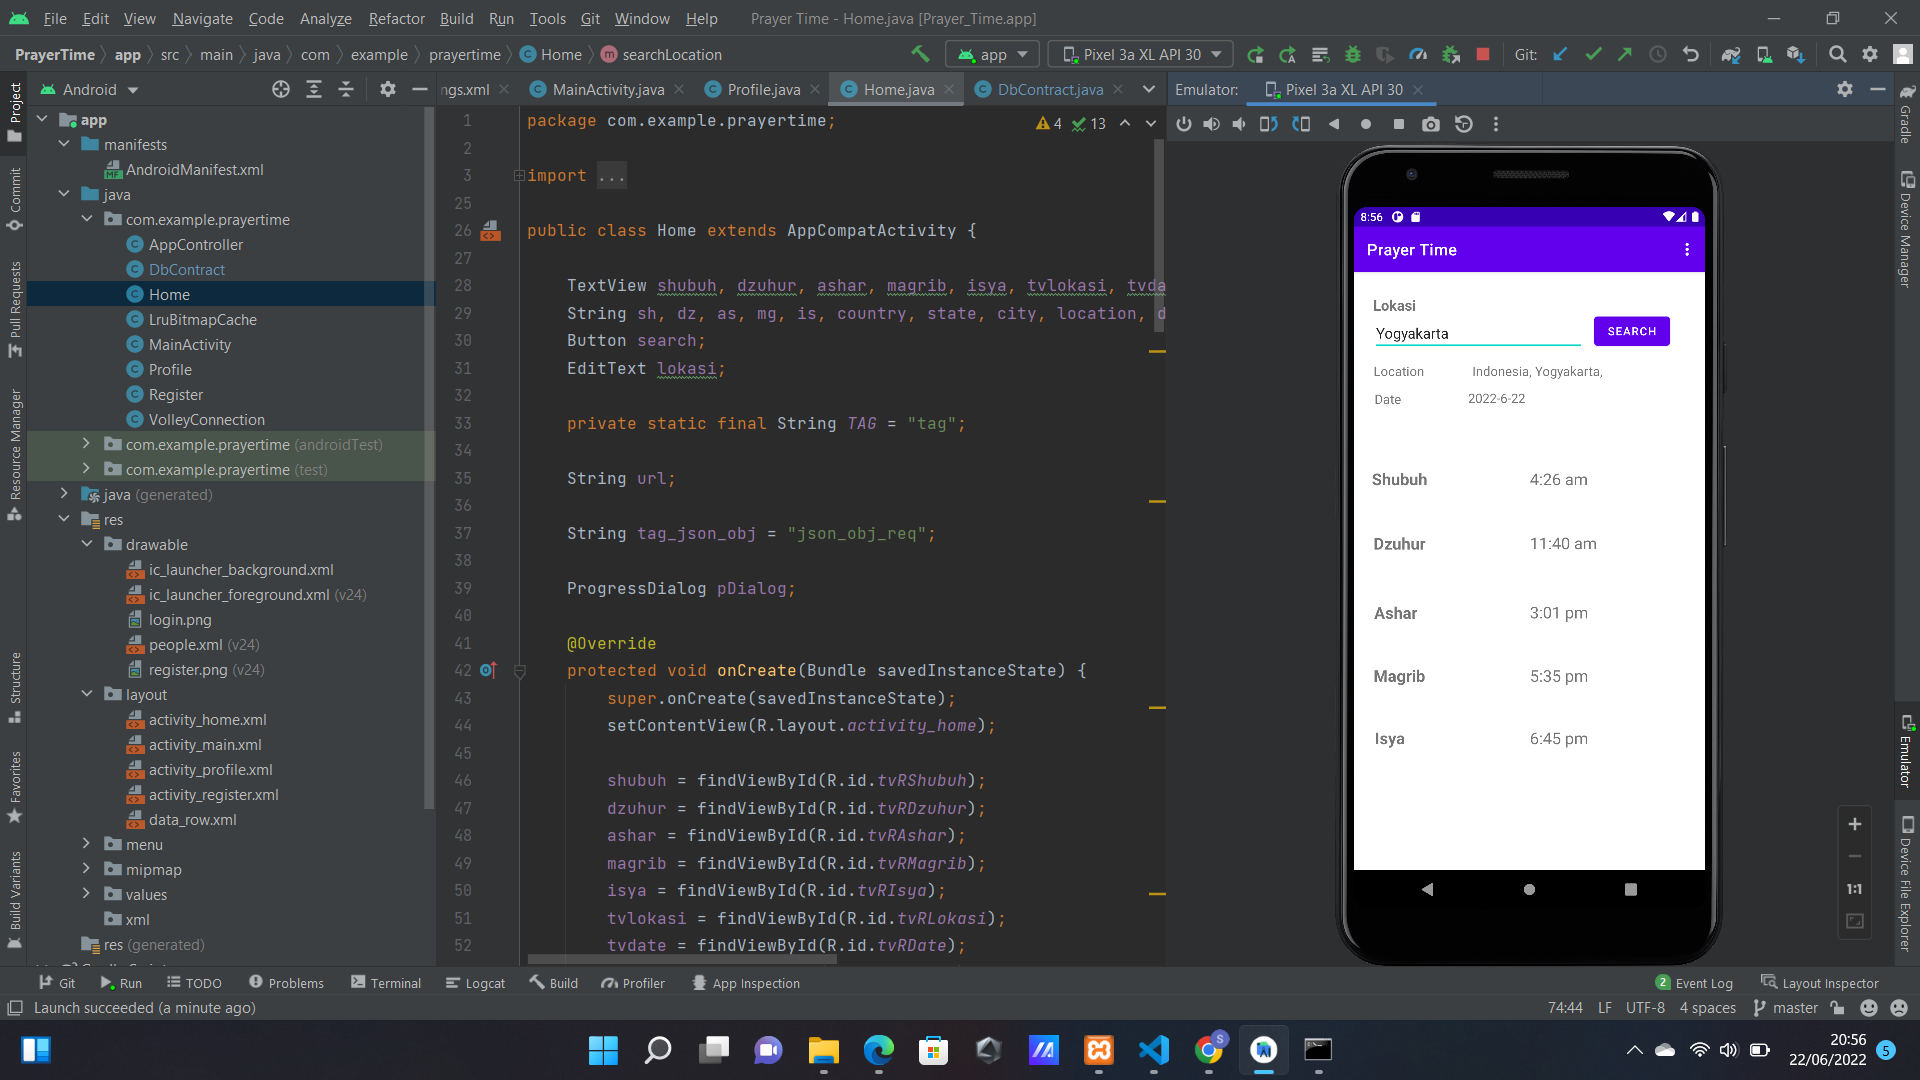 File Edit View Navigate Code Analyze Refactor Build Run Tools Git Window Help Prayer Time - Home.java [Prayer_Time.app]
PrayerTime app src main java com example prayertime Home searchLocation app Pixel 3a XL API 30 Git:
Android
ngs.xml MainActivity.java Profile.java Home.java DbContract.java
Emulator: Pixel 3a XL API 30
Project
Commit
Pull Requests
Resource Manager
Structure
Favorites
Build Variants
app
manifests
AndroidManifest.xml
java
com.example.prayertime
AppController
DbContract
Home
LruBitmapCache
MainActivity
Profile
Register
VolleyConnection
com.example.prayertime (androidTest)
com.example.prayertime (test)
java (generated)
res
drawable
ic_launcher_background.xml
ic_launcher_foreground.xml (v24)
login.png
people.xml (v24)
register.png (v24)
layout
activity_home.xml
activity_main.xml
activity_profile.xml
activity_register.xml
data_row.xml
menu
mipmap
values
xml
res (generated)
4 13
1 package com.example.prayertime;
2
3 import ...
25
26 public class Home extends AppCompatActivity {
27
28 TextView shubuh, dzuhur, ashar, magrib, isya, tvlokasi, tvda
29 String sh, dz, as, mg, is, country, state, city, location, d
30 Button search;
31 EditText lokasi;
32
33 private static final String TAG = "tag";
34
35 String url;
36
37 String tag_json_obj = "json_obj_req";
38
39 ProgressDialog pDialog;
40
41 @Override
42 protected void onCreate(Bundle savedInstanceState) {
43 super.onCreate(savedInstanceState);
44 setContentView(R.layout.activity_home);
45
46 shubuh = findViewById(R.id.tvRShubuh);
47 dzuhur = findViewById(R.id.tvRDzuhur);
48 ashar = findViewById(R.id.tvRAshar);
49 magrib = findViewById(R.id.tvRMagrib);
50 isya = findViewById(R.id.tvRIsya);
51 tvlokasi = findViewById(R.id.tvRLokasi);
52 tvdate = findViewById(R.id.tvRDate);
8:56
Prayer Time
Lokasi
Yogyakarta SEARCH
Location Indonesia, Yogyakarta,
Date 2022-6-22
Shubuh 4:26 am
Dzuhur 11:40 am
Ashar 3:01 pm
Magrib 5:35 pm
Isya 6:45 pm
1:1
Gradle
Device Manager
Emulator
Device File Explorer
Git Run TODO Problems Terminal Logcat Build Profiler App Inspection 2 Event Log Layout Inspector
Launch succeeded (a minute ago) 74:44 LF UTF-8 4 spaces master
S
20:56
22/06/2022 5